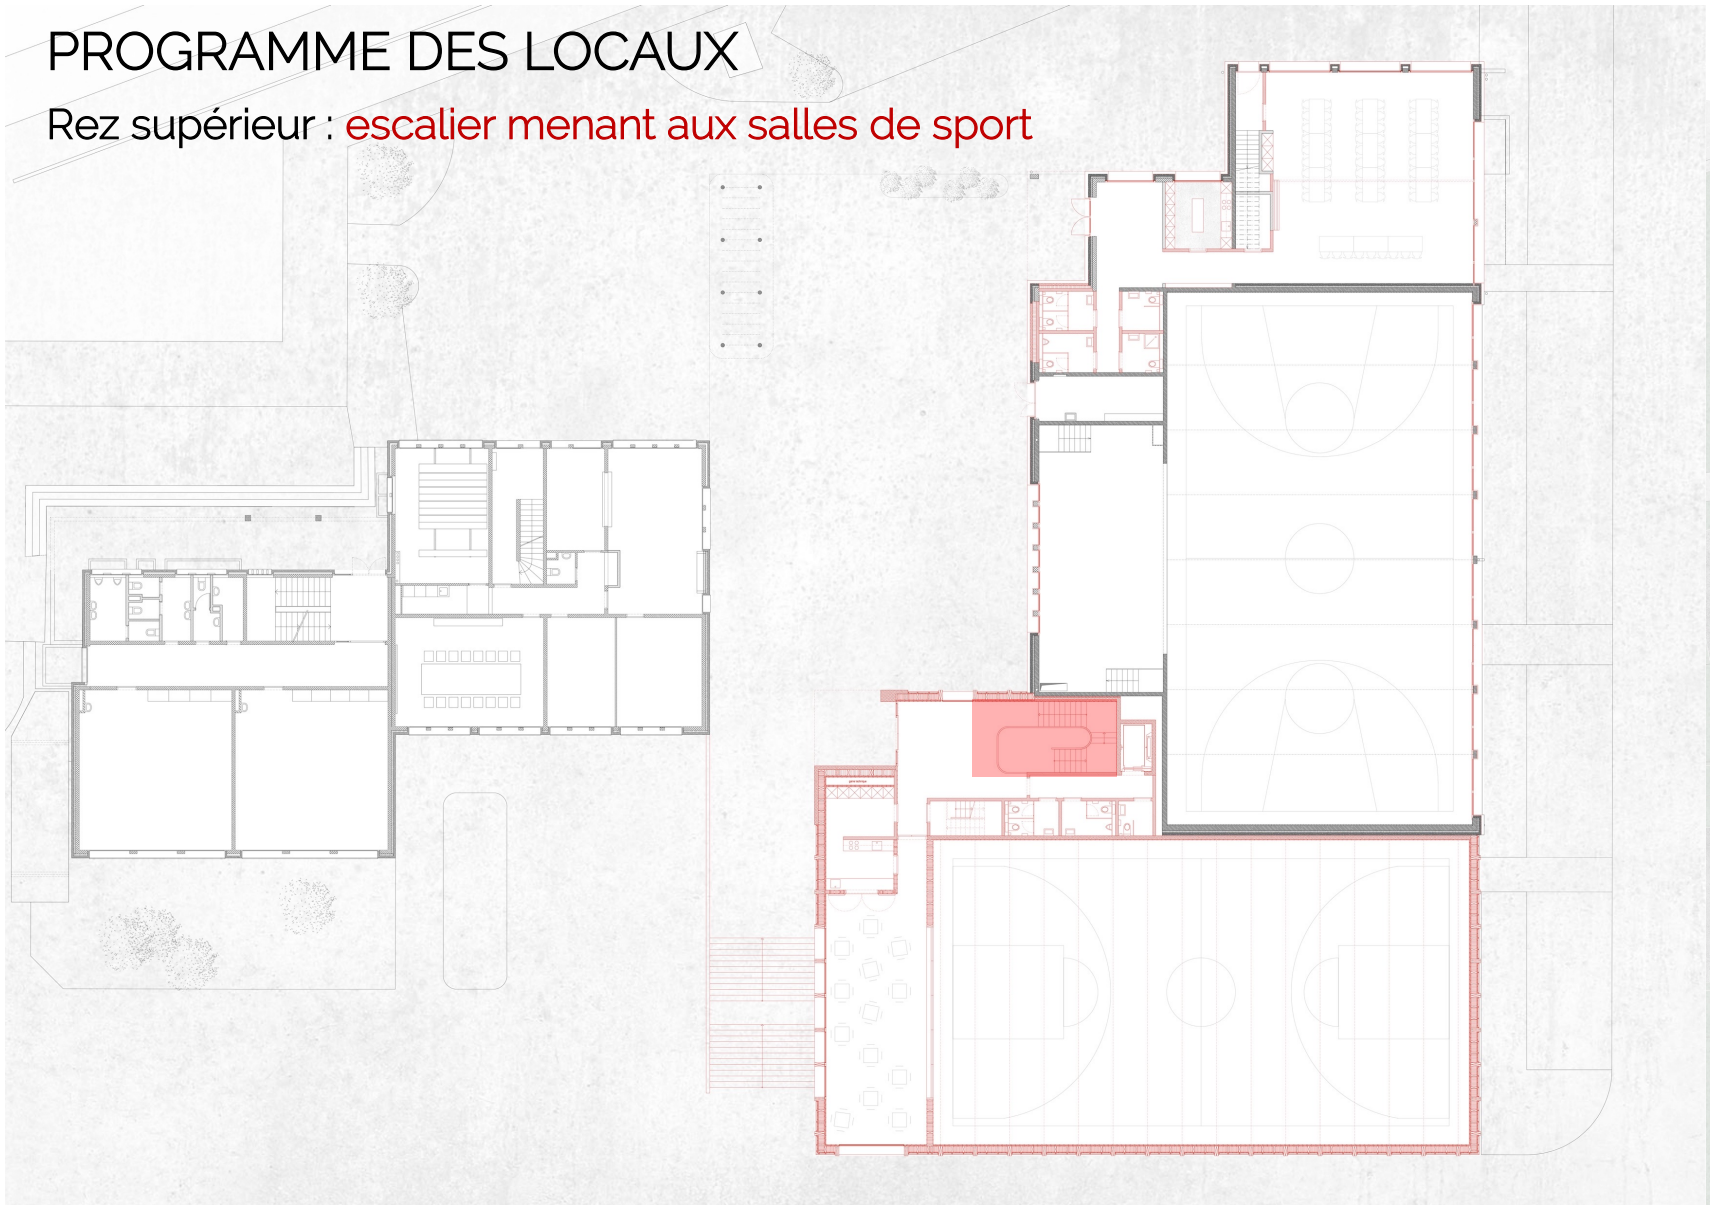 PROGRAMME DES LOCAUX
Rez supérieur : escalier menant aux salles de sport